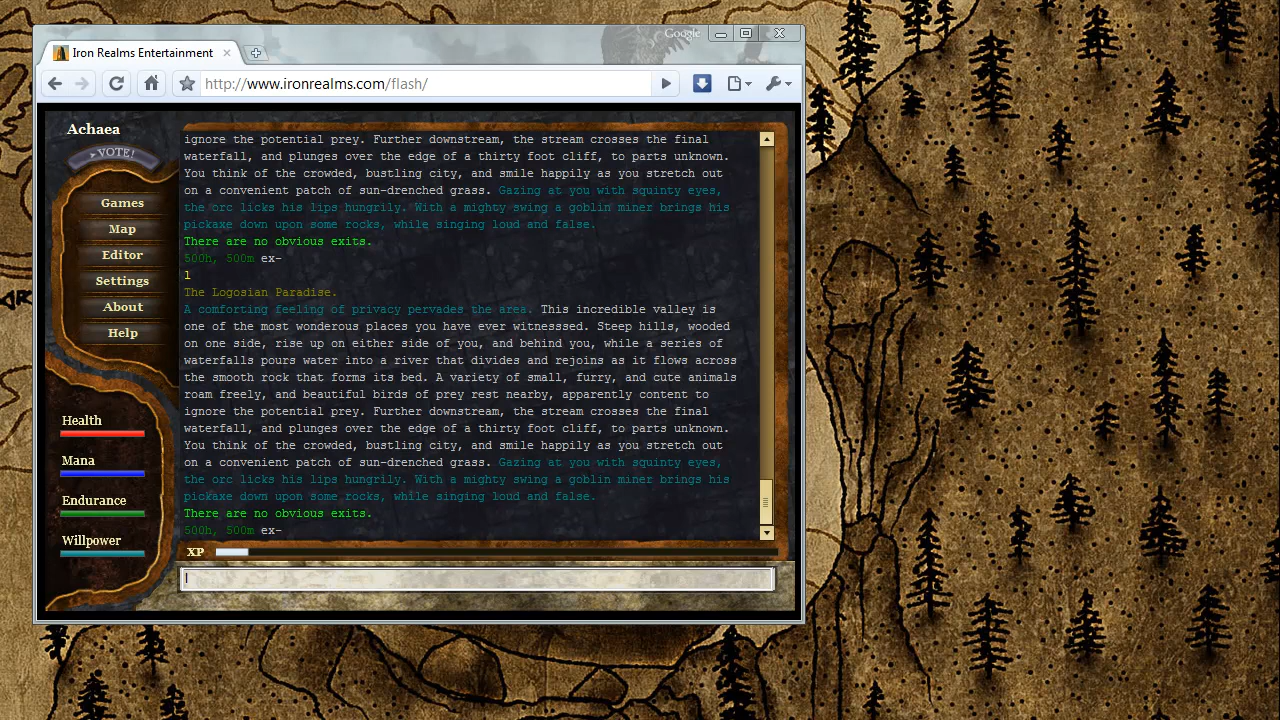 Google
Iron Realms Entertainment
http://www.ironrealms.com/flash/
Achaea
VOTE!
Games
Map
Editor
Settings
About
Help
Health
Mana
Endurance
Willpower
ignore the potential prey. Further downstream, the stream crosses the final
waterfall, and plunges over the edge of a thirty foot cliff, to parts unknown.
You think of the crowded, bustling city, and smile happily as you stretch out
on a convenient patch of sun-drenched grass. Gazing at you with squinty eyes,
the orc licks his lips hungrily. With a mighty swing a goblin miner brings his
pickaxe down upon some rocks, while singing loud and false.
There are no obvious exits.
500h, 500m ex-
l
The Logosian Paradise.
A comforting feeling of privacy pervades the area. This incredible valley is
one of the most wonderous places you have ever witnesssed. Steep hills, wooded
on one side, rise up on either side of you, and behind you, while a series of
waterfalls pours water into a river that divides and rejoins as it flows across
the smooth rock that forms its bed. A variety of small, furry, and cute animals
roam freely, and beautiful birds of prey rest nearby, apparently content to
ignore the potential prey. Further downstream, the stream crosses the final
waterfall, and plunges over the edge of a thirty foot cliff, to parts unknown.
You think of the crowded, bustling city, and smile happily as you stretch out
on a convenient patch of sun-drenched grass. Gazing at you with squinty eyes,
the orc licks his lips hungrily. With a mighty swing a goblin miner brings his
pickaxe down upon some rocks, while singing loud and false.
There are no obvious exits.
500h, 500m ex-
XP